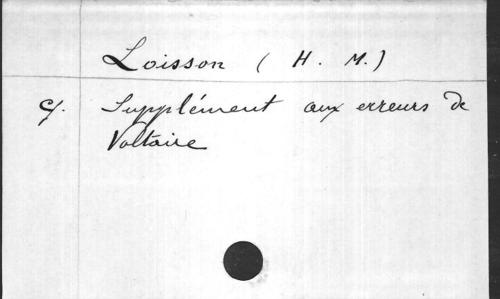 Loisson (H. M.)
cf. Supplément aux erreurs de
Voltaire